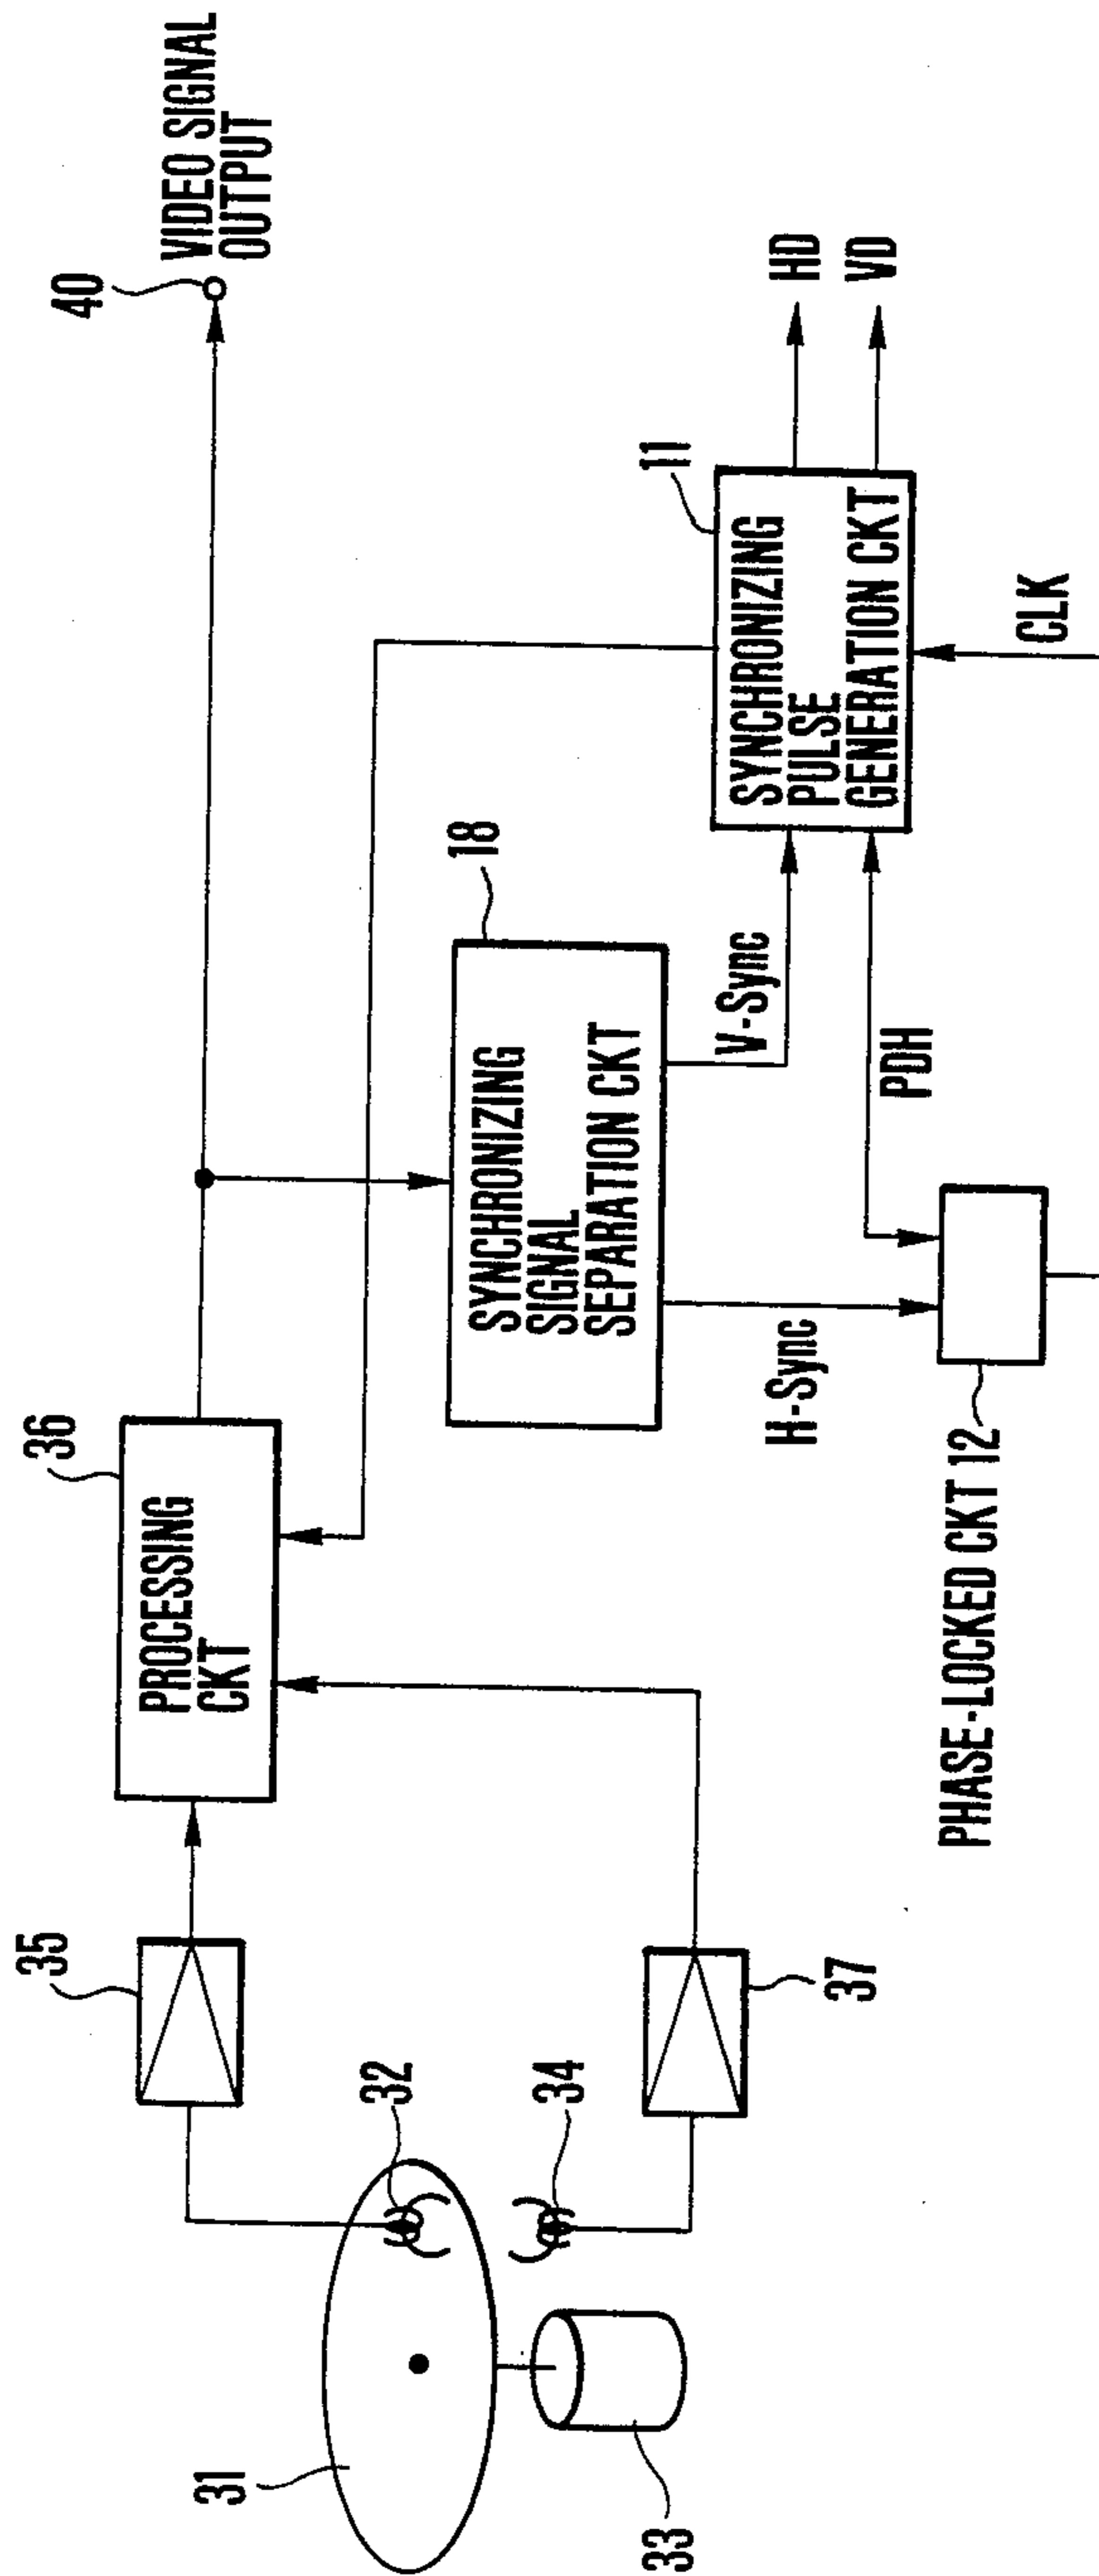 31
33
32
34
35
37
PROCESSING
CKT
36
40
VIDEO SIGNAL
OUTPUT
SYNCHRONIZING
SIGNAL
SEPARATION CKT
18
H-Sync
V-Sync
PHASE-LOCKED CKT 12
PDH
SYNCHRONIZING
PULSE
GENERATION CKT
11
HD
VD
CLK